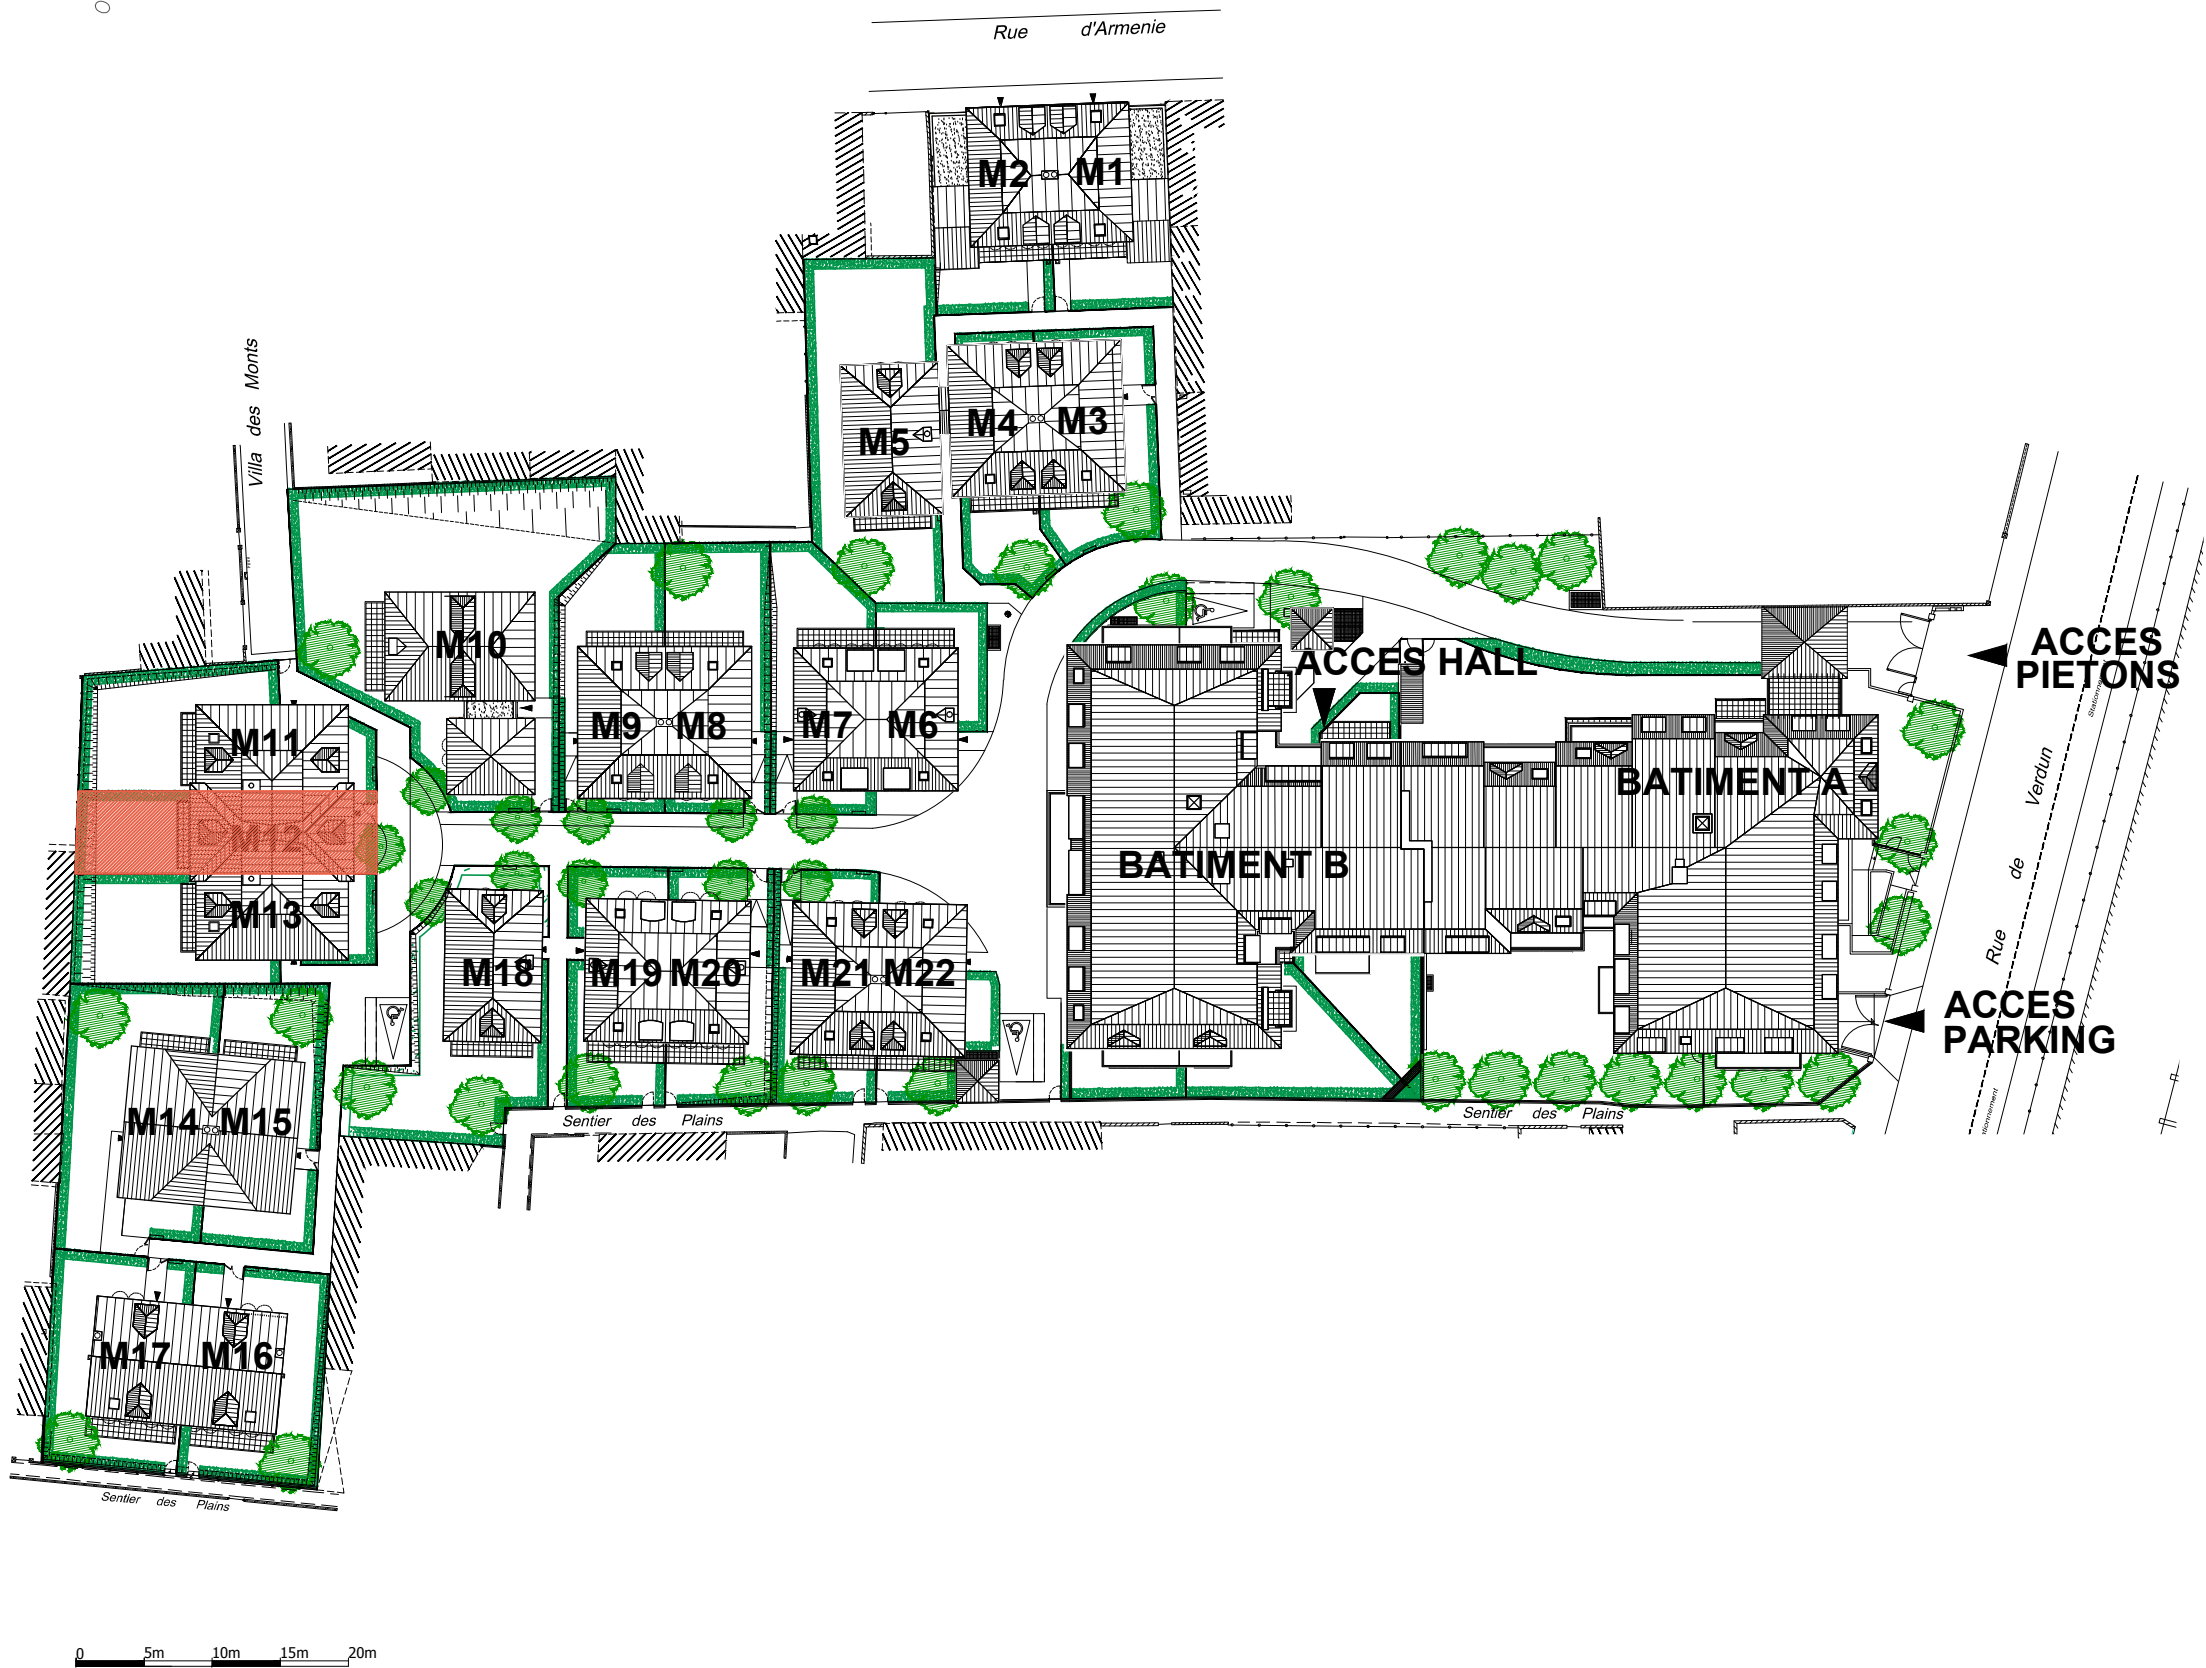 Rue d'Armenie
M2 M1
Villa des Monts
M5 M4 M3
M10
M9 M8 M7 M6
ACCES HALL
ACCES
PIETONS
Stationnement
M11
M12
M13
BATIMENT A
BATIMENT B
Rue de Verdun
M18 M19 M20 M21 M22
ACCES
PARKING
M14 M15
Sentier des Plains
Sentier des Plains
M17 M16
Sentier des Plains
0 5m 10m 15m 20m